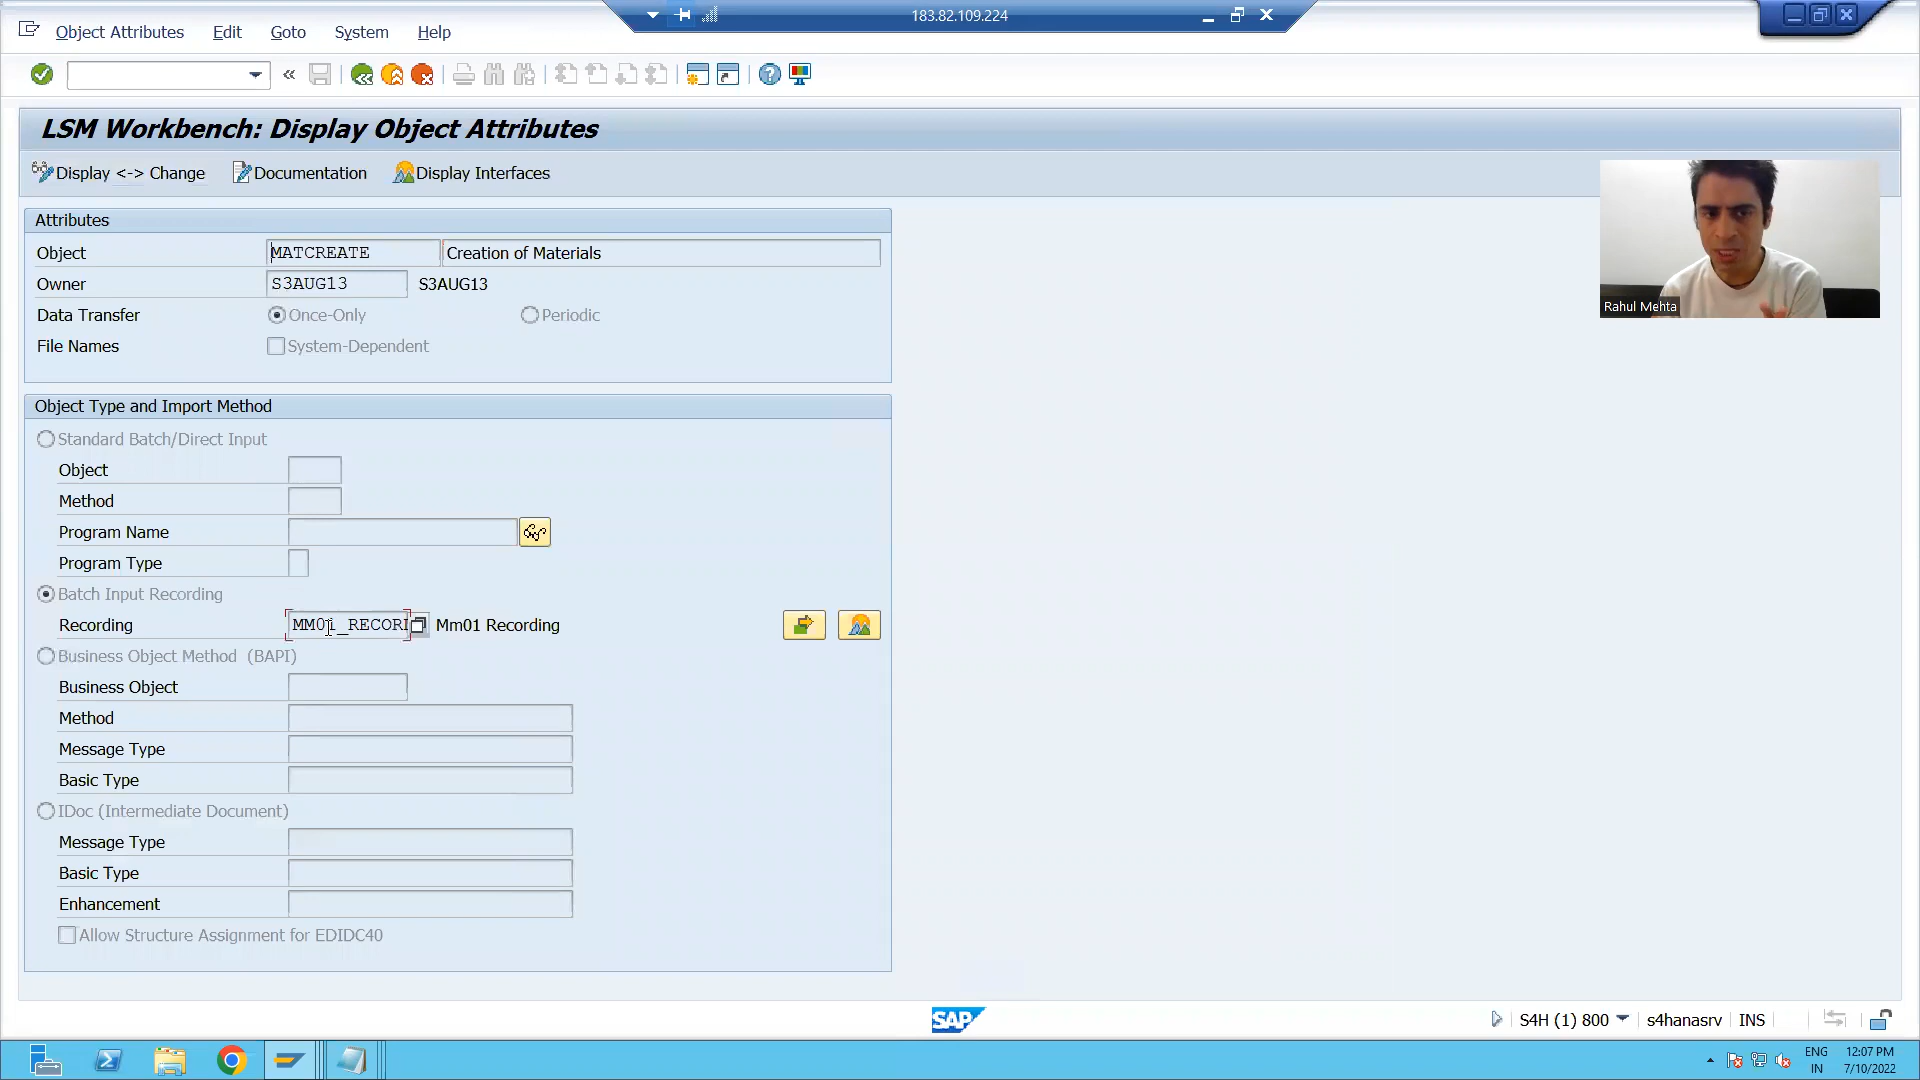 183.82.109.224
Object Attributes Edit Goto System Help
LSM Workbench: Display Object Attributes
Display <-> Change Documentation Display Interfaces
Attributes
Object MATCREATE Creation of Materials
Owner S3AUG13 S3AUG13
Data Transfer Once-Only Periodic
File Names System-Dependent
Rahul Mehta
Object Type and Import Method
Standard Batch/Direct Input
Object
Method
Program Name
Program Type
Batch Input Recording
Recording MM01_RECORD Mm01 Recording
Business Object Method (BAPI)
Business Object
Method
Message Type
Basic Type
IDoc (Intermediate Document)
Message Type
Basic Type
Enhancement
Allow Structure Assignment for EDIDC40
SAP S4H (1) 800 s4hanasrv INS
ENG 12:07 PM
IN 7/10/2022